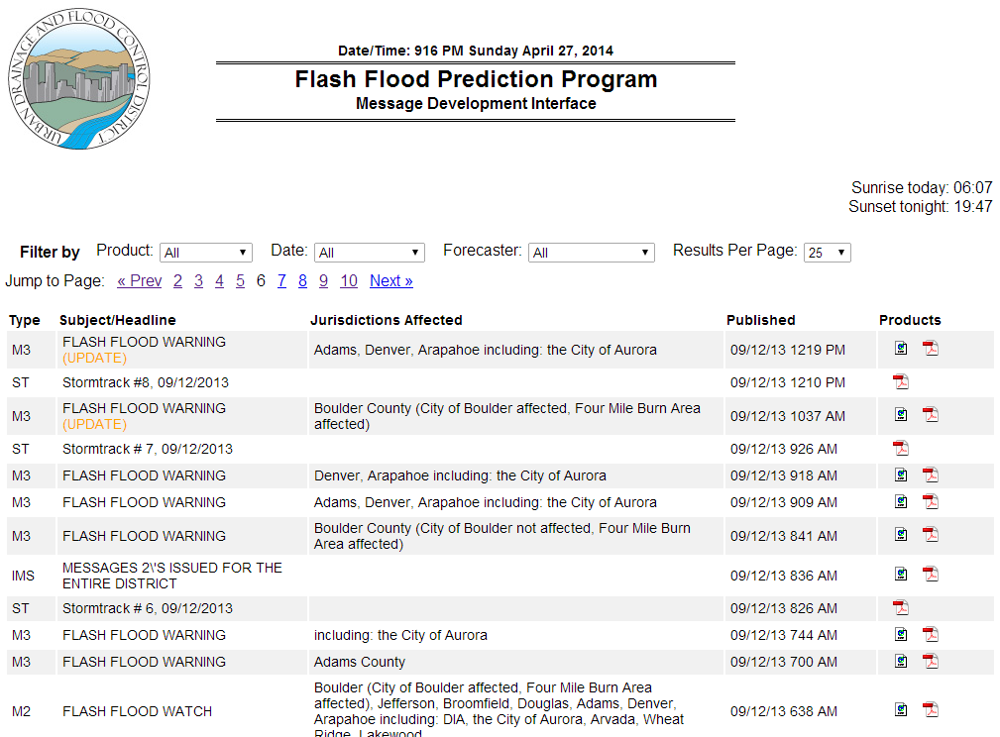 URBAN DRAINAGE AND FLOOD CONTROL DISTRICT
Date/Time: 916 PM Sunday April 27, 2014
Flash Flood Prediction Program
Message Development Interface
Sunrise today: 06:07
Sunset tonight: 19:47
Filter by Product: All Date: All Forecaster: All Results Per Page: 25
Jump to Page: « Prev 2 3 4 5 6 7 8 9 10 Next »
Type Subject/Headline Jurisdictions Affected Published Products
M3 FLASH FLOOD WARNING (UPDATE) Adams, Denver, Arapahoe including: the City of Aurora 09/12/13 1219 PM
ST Stormtrack #8, 09/12/2013 09/12/13 1210 PM
M3 FLASH FLOOD WARNING (UPDATE) Boulder County (City of Boulder affected, Four Mile Burn Area affected) 09/12/13 1037 AM
ST Stormtrack # 7, 09/12/2013 09/12/13 926 AM
M3 FLASH FLOOD WARNING Denver, Arapahoe including: the City of Aurora 09/12/13 918 AM
M3 FLASH FLOOD WARNING Adams, Denver, Arapahoe including: the City of Aurora 09/12/13 909 AM
M3 FLASH FLOOD WARNING Boulder County (City of Boulder not affected, Four Mile Burn Area affected) 09/12/13 841 AM
IMS MESSAGES 2\'S ISSUED FOR THE ENTIRE DISTRICT 09/12/13 836 AM
ST Stormtrack # 6, 09/12/2013 09/12/13 826 AM
M3 FLASH FLOOD WARNING including: the City of Aurora 09/12/13 744 AM
M3 FLASH FLOOD WARNING Adams County 09/12/13 700 AM
M2 FLASH FLOOD WATCH Boulder (City of Boulder affected, Four Mile Burn Area affected), Jefferson, Broomfield, Douglas, Adams, Denver, Arapahoe including: DIA, the City of Aurora, Arvada, Wheat Ridge, Lakewood 09/12/13 638 AM